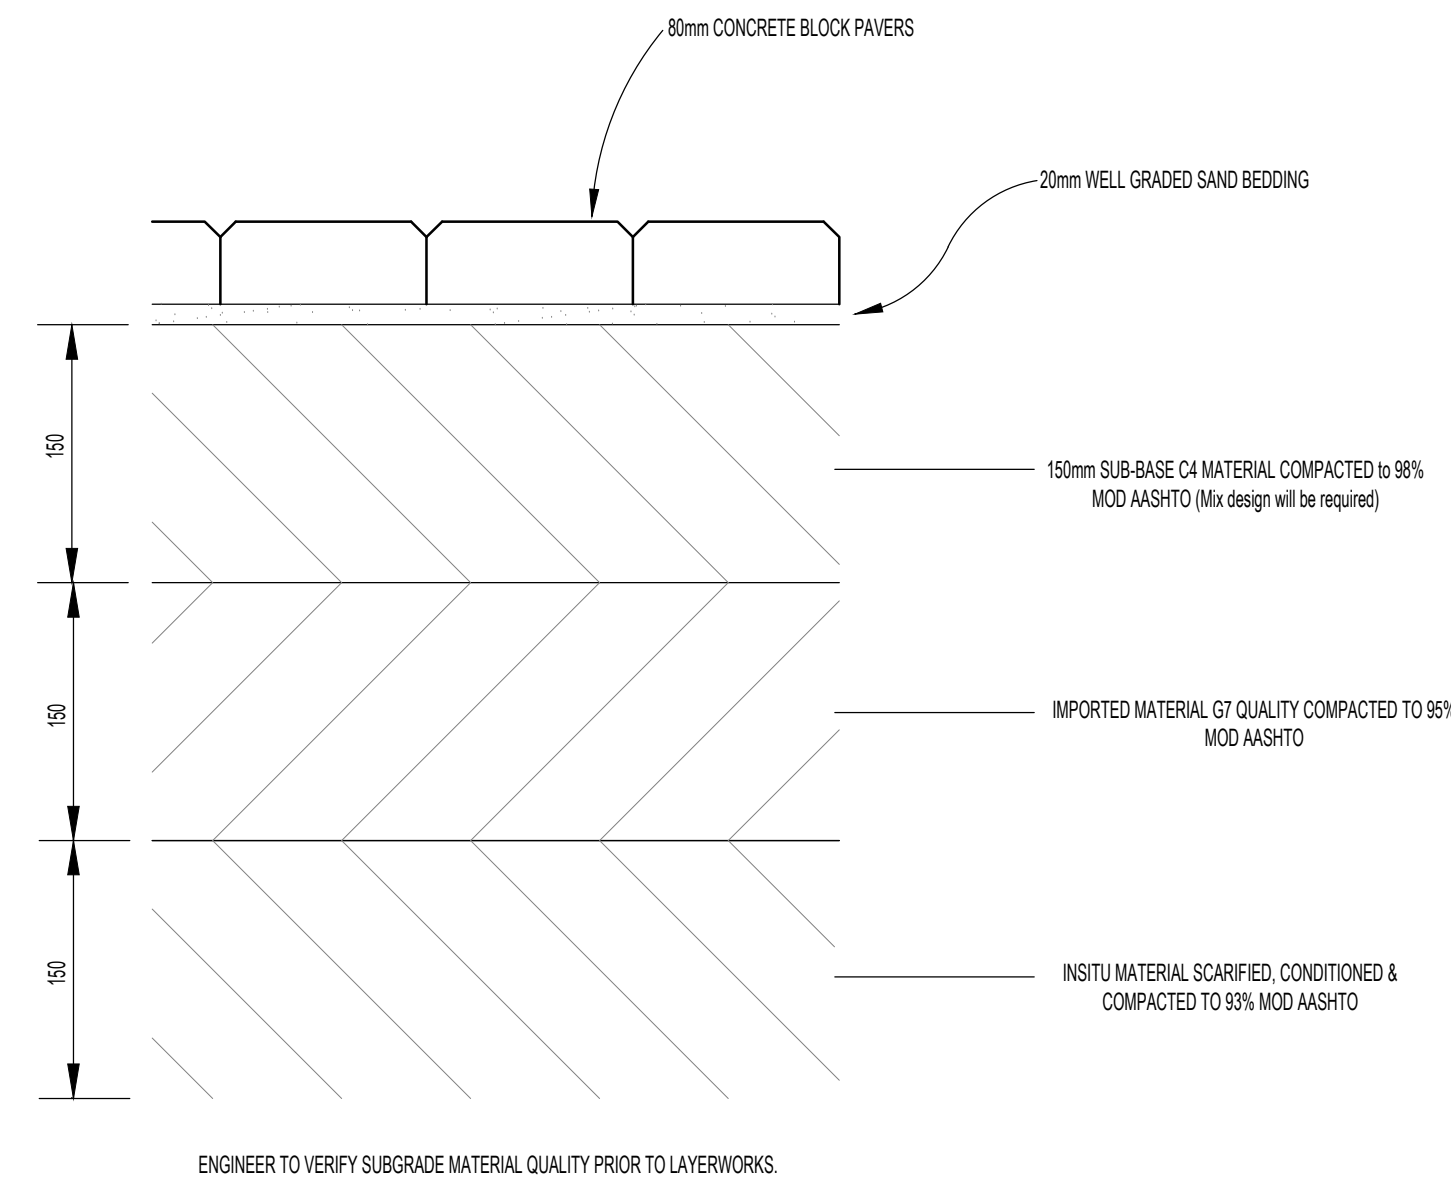 80mm CONCRETE BLOCK PAVERS
20mm WELL GRADED SAND BEDDING
150
150mm SUB-BASE C4 MATERIAL COMPACTED to 98%
MOD AASHTO (Mix design will be required)
150
IMPORTED MATERIAL G7 QUALITY COMPACTED TO 95%
MOD AASHTO
150
INSITU MATERIAL SCARIFIED, CONDITIONED &
COMPACTED TO 93% MOD AASHTO
ENGINEER TO VERIFY SUBGRADE MATERIAL QUALITY PRIOR TO LAYERWORKS.